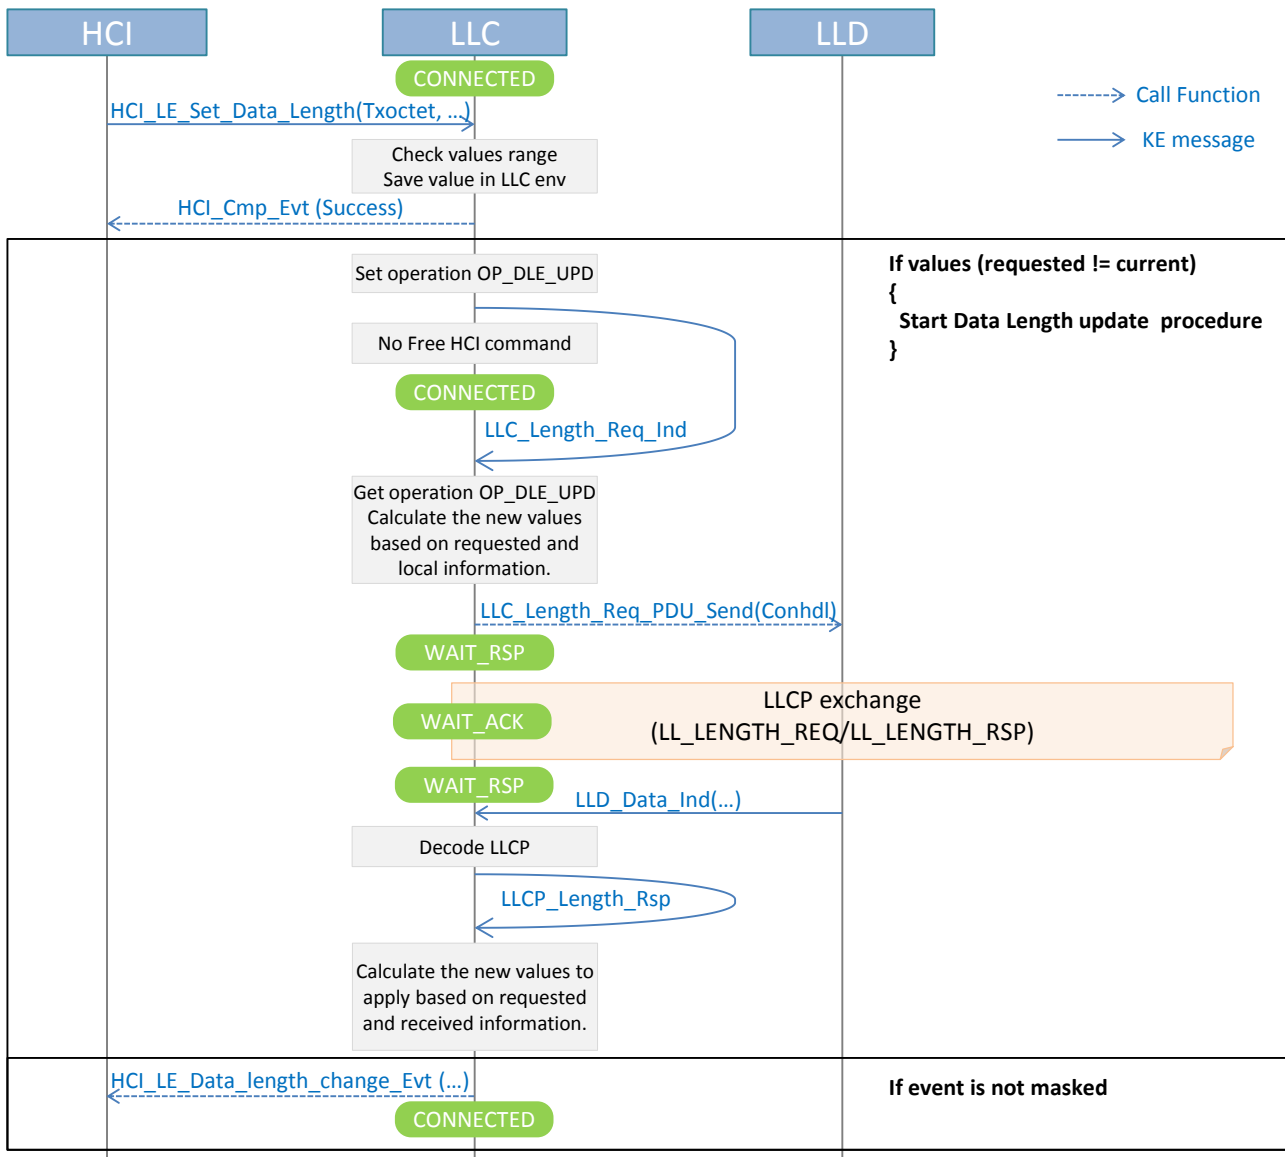 HCI
LLC
LLD
CONNECTED
HCI_LE_Set_Data_Length(Txoctet, ...)
Call Function
KE message
Check values range
Save value in LLC env
HCI_Cmp_Evt (Success)
If values (requested != current)
{
Start Data Length update procedure
}
Set operation OP_DLE_UPD
No Free HCI command
CONNECTED
LLC_Length_Req_Ind
Get operation OP_DLE_UPD
Calculate the new values
based on requested and
local information.
LLC_Length_Req_PDU_Send(Conhdl)
WAIT_RSP
LLCP exchange
(LL_LENGTH_REQ/LL_LENGTH_RSP)
WAIT_ACK
WAIT_RSP
LLD_Data_Ind(...)
Decode LLCP
LLCP_Length_Rsp
Calculate the new values to
apply based on requested
and received information.
HCI_LE_Data_length_change_Evt (...)
If event is not masked
CONNECTED